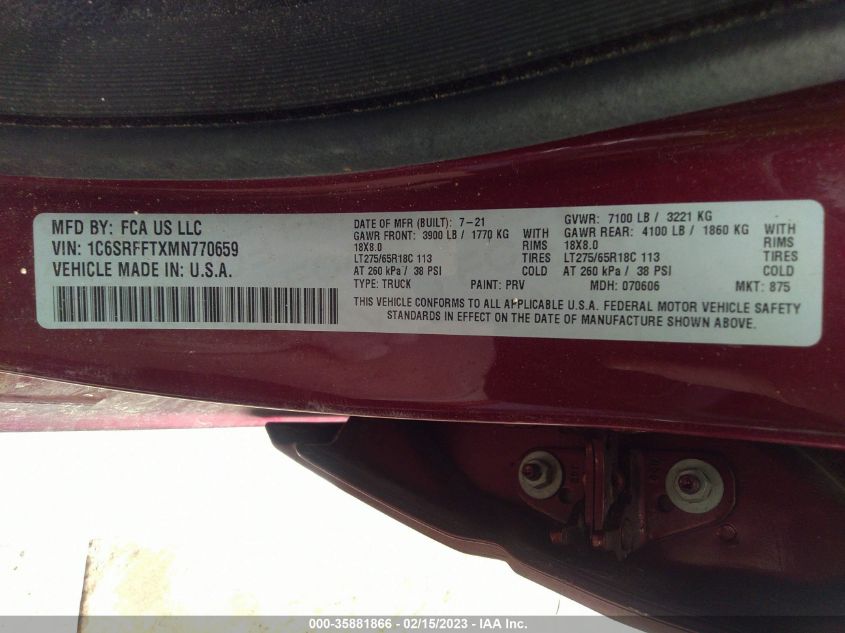 MFD BY: FCA US LLC
VIN: 1C6SRFFTXMN770659
VEHICLE MADE IN U.S.A.
DATE OF MFR (BUILT): 7-21
GAWR FRONT: 3900 LB / 1770 KG WITH
18X8.0 RIMS
LT275/65R18C 113 TIRES
AT 260 kPa / 38 PSI COLD
TYPE: TRUCK PAINT: PRV
GVWR: 7100 LB / 3221 KG
GAWR REAR: 4100 LB / 1860 KG WITH
18X8.0 RIMS
LT275/65R18C 113 TIRES
AT 260 kPa / 38 PSI COLD
MDH: 070606 MKT: 875
THIS VEHICLE CONFORMS TO ALL APPLICABLE U.S.A. FEDERAL MOTOR VEHICLE SAFETY
STANDARDS IN EFFECT ON THE DATE OF MANUFACTURE SHOWN ABOVE.
000-35881866 - 02/15/2023 - IAA Inc.